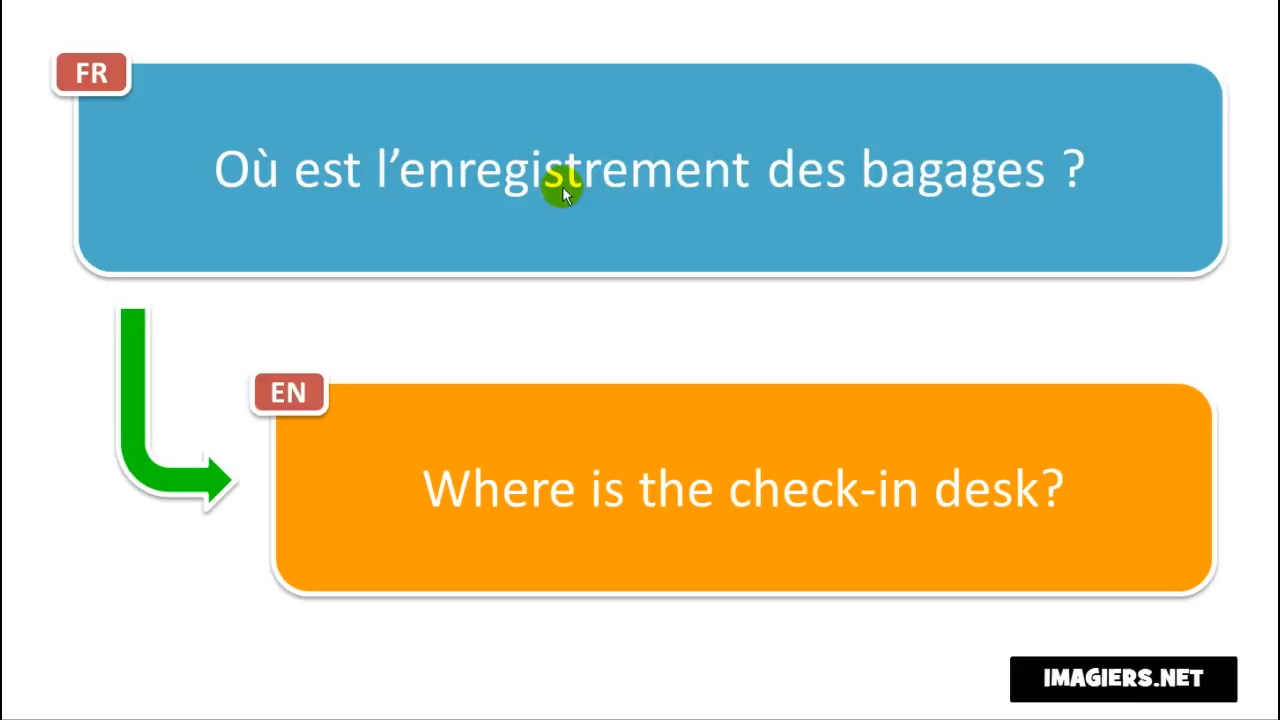 FR
Où est l’enregistrement des bagages ?
EN
Where is the check-in desk?
IMAGIERS.NET